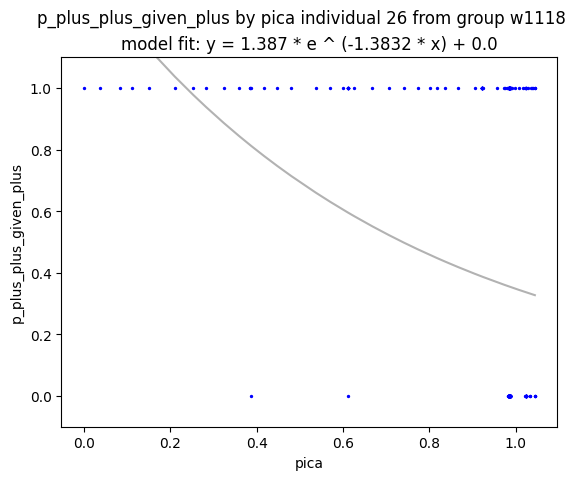 p_plus_plus_given_plus by pica individual 26 from group w1118
model fit: y = 1.387 * e ^ (-1.3832 * x) + 0.0
p_plus_plus_given_plus
1.0
0.8
0.6
0.4
0.2
0.0
0.0 0.2 0.4 0.6 0.8 1.0
pica